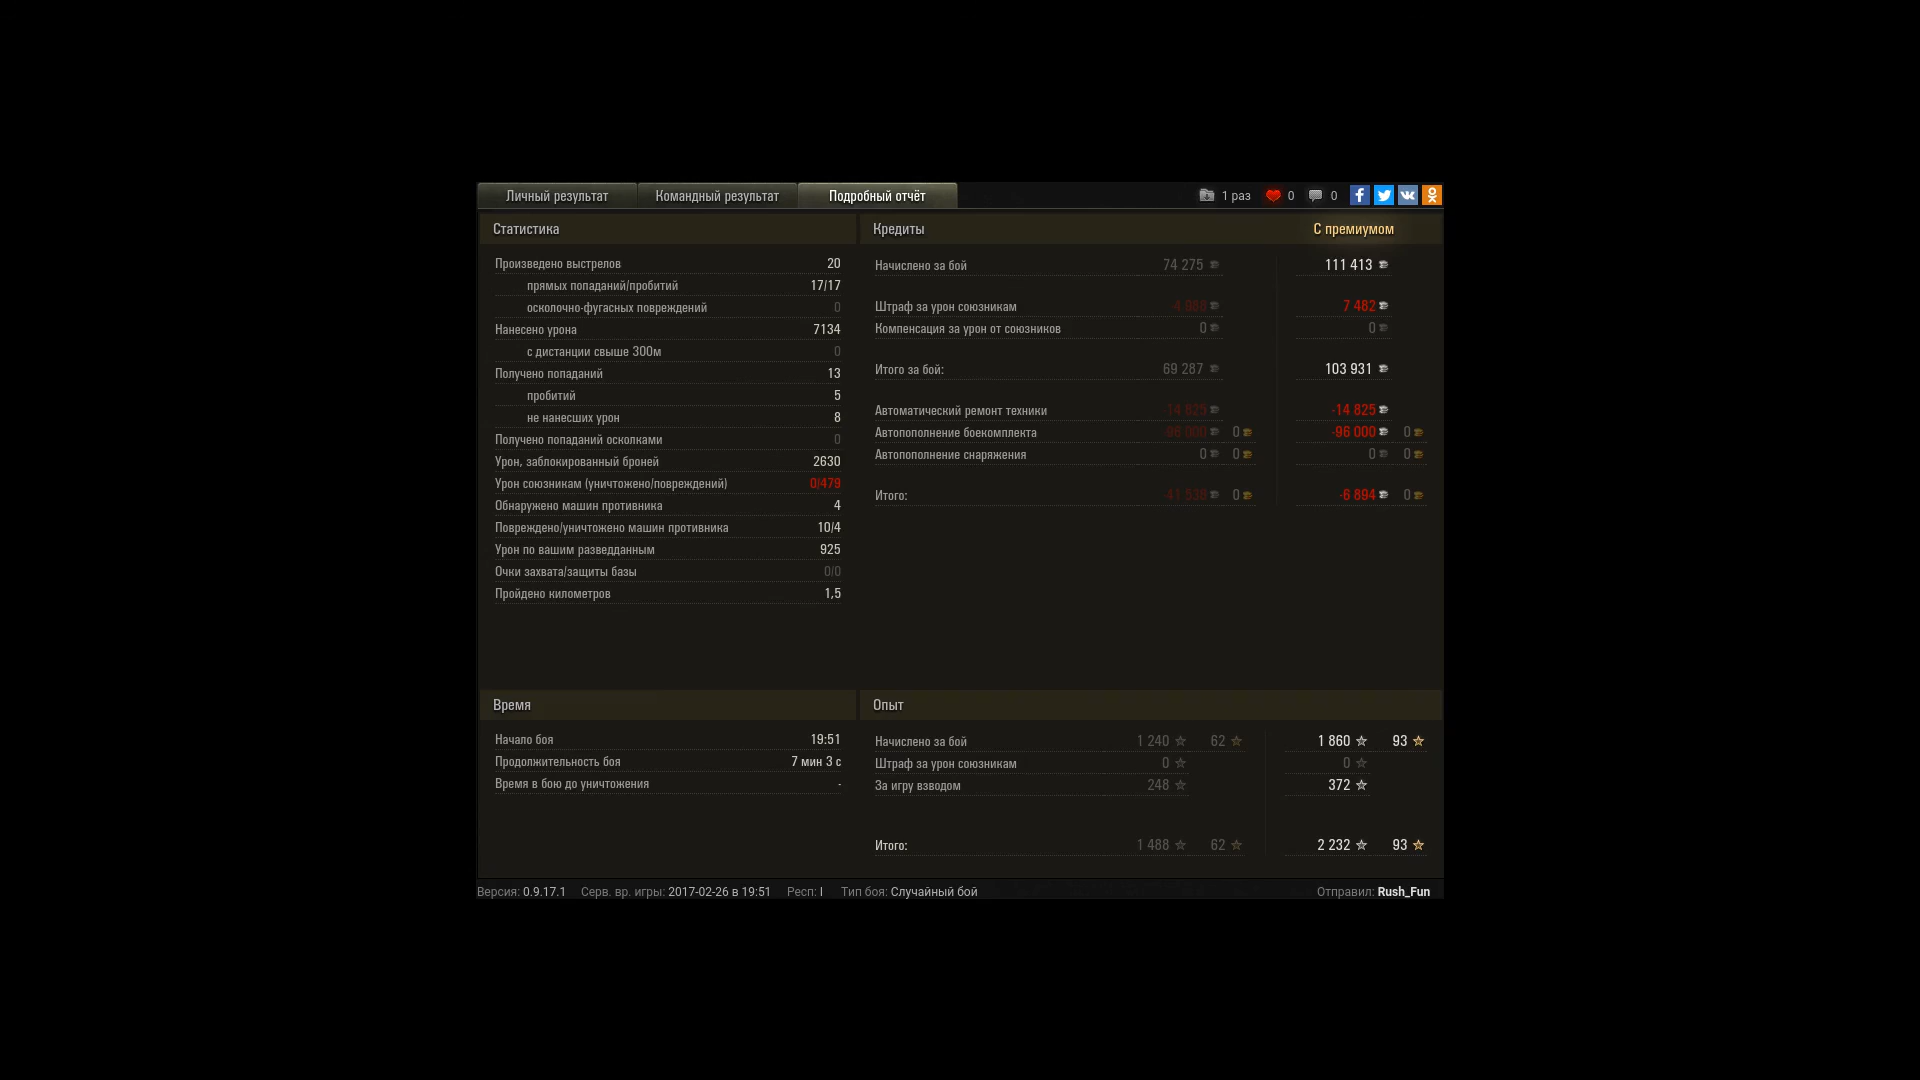 Личный результат Командный результат Подробный отчёт 1 раз 0 0
Статистика
Произведено выстрелов 20
прямых попаданий/пробитий 17/17
осколочно-фугасных повреждений 0
Нанесено урона 7134
с дистанции свыше 300м 0
Получено попаданий 13
пробитий 5
не нанесших урон 8
Получено попаданий осколками 0
Урон, заблокированный броней 2630
Урон союзникам (уничтожено/повреждений) 0/479
Обнаружено машин противника 4
Повреждено/уничтожено машин противника 10/4
Урон по вашим разведданным 925
Очки захвата/защиты базы 0/0
Пройдено километров 1,5
Кредиты С премиумом
Начислено за бой 74 275 111 413
Штраф за урон союзникам -4 988 7 482
Компенсация за урон от союзников 0 0
Итого за бой: 69 287 103 931
Автоматический ремонт техники -14 825 -14 825
Автопополнение боекомплекта -96 000 0 -96 000 0
Автопополнение снаряжения 0 0 0 0
Итого: -41 538 0 -6 894 0
Время
Начало боя 19:51
Продолжительность боя 7 мин 3 с
Время в бою до уничтожения -
Опыт
Начислено за бой 1 240 62 1 860 93
Штраф за урон союзникам 0 0
За игру взводом 248 372
Итого: 1 488 62 2 232 93
Версия: 0.9.17.1 Серв. вр. игры: 2017-02-26 в 19:51 Респ: I Тип боя: Случайный бой Отправил: Rush_Fun